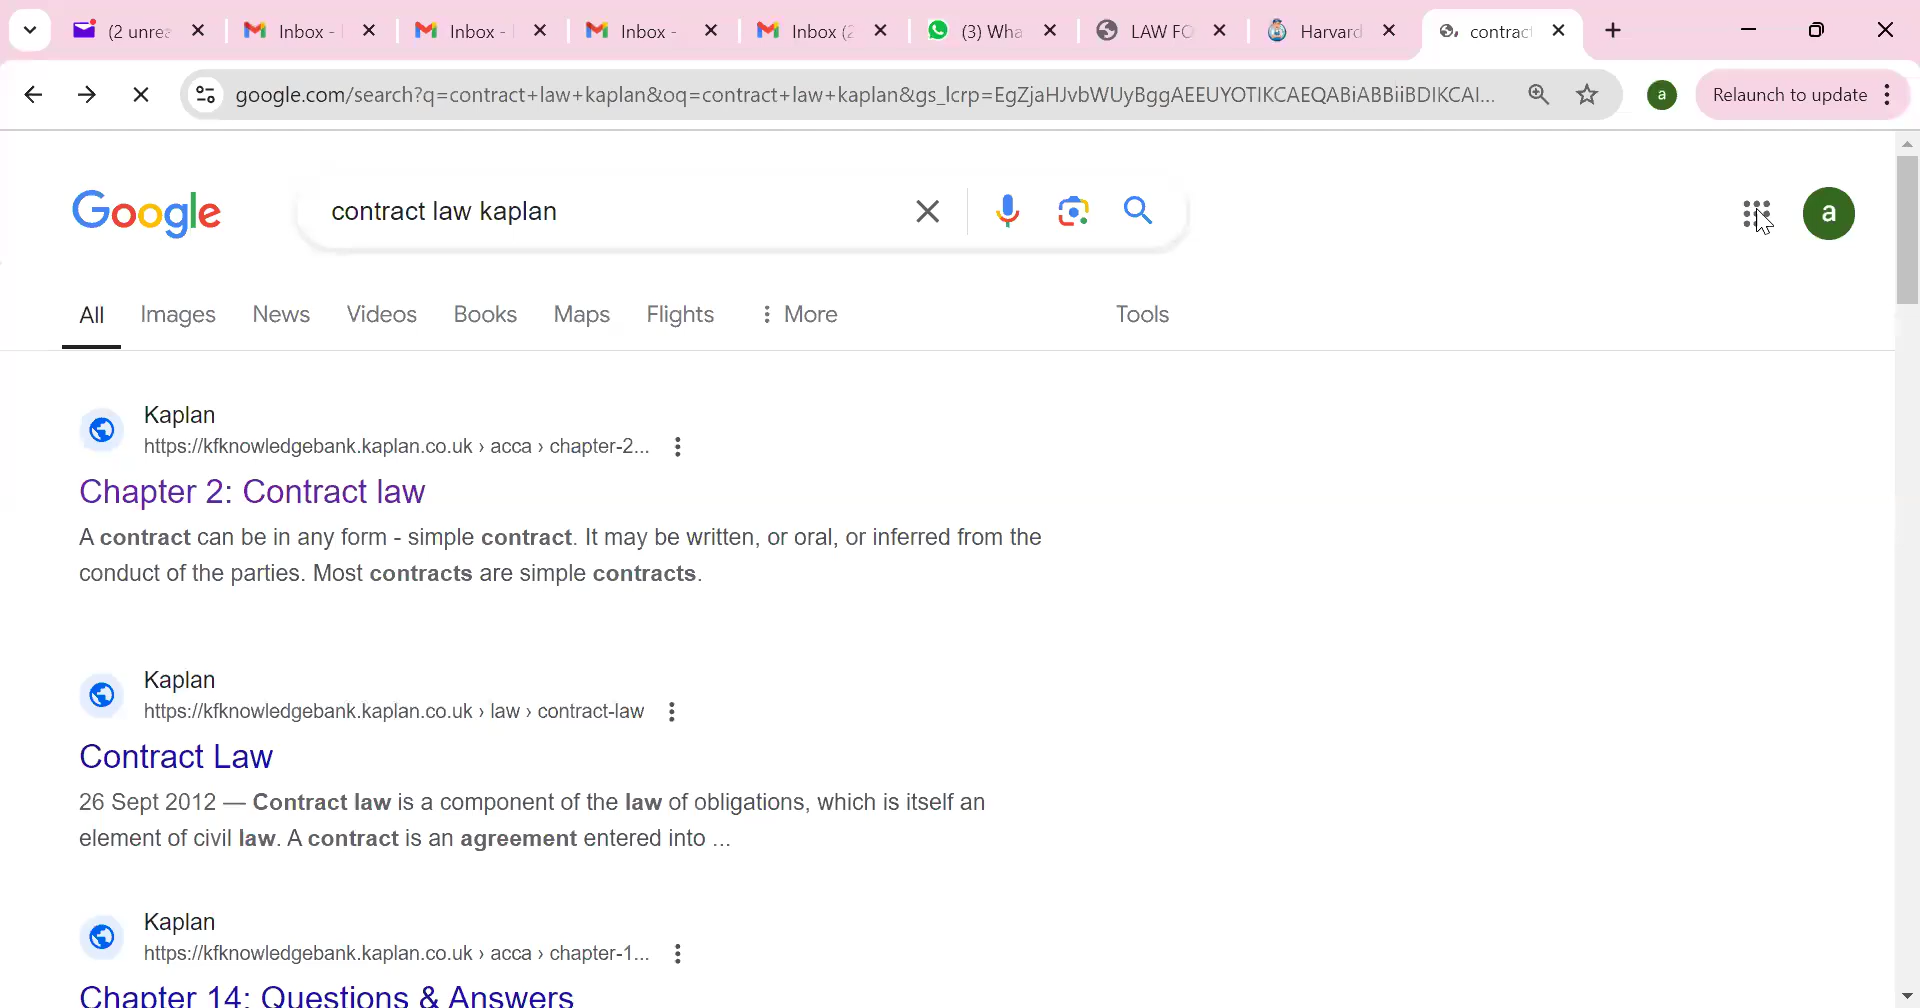 (2 unrea
Inbox -
Inbox -
Inbox -
Inbox (2
(3) Wha
LAW FO
Harvard
contract
google.com/search?q=contract+law+kaplan&oq=contract+law+kaplan&gs_lcrp=EgZjaHJvbWUyBggAEEUYOTIKCAEQABiABBiiBDIKCAI...
a
Relaunch to update
Google
contract law kaplan
a
All
Images
News
Videos
Books
Maps
Flights
More
Tools
Kaplan
https://kfknowledgebank.kaplan.co.uk › acca › chapter-2...
Chapter 2: Contract law
A contract can be in any form - simple contract. It may be written, or oral, or inferred from the
conduct of the parties. Most contracts are simple contracts.
Kaplan
https://kfknowledgebank.kaplan.co.uk › law › contract-law
Contract Law
26 Sept 2012 — Contract law is a component of the law of obligations, which is itself an
element of civil law. A contract is an agreement entered into ...
Kaplan
https://kfknowledgebank.kaplan.co.uk › acca › chapter-1...
Chapter 14: Questions & Answers